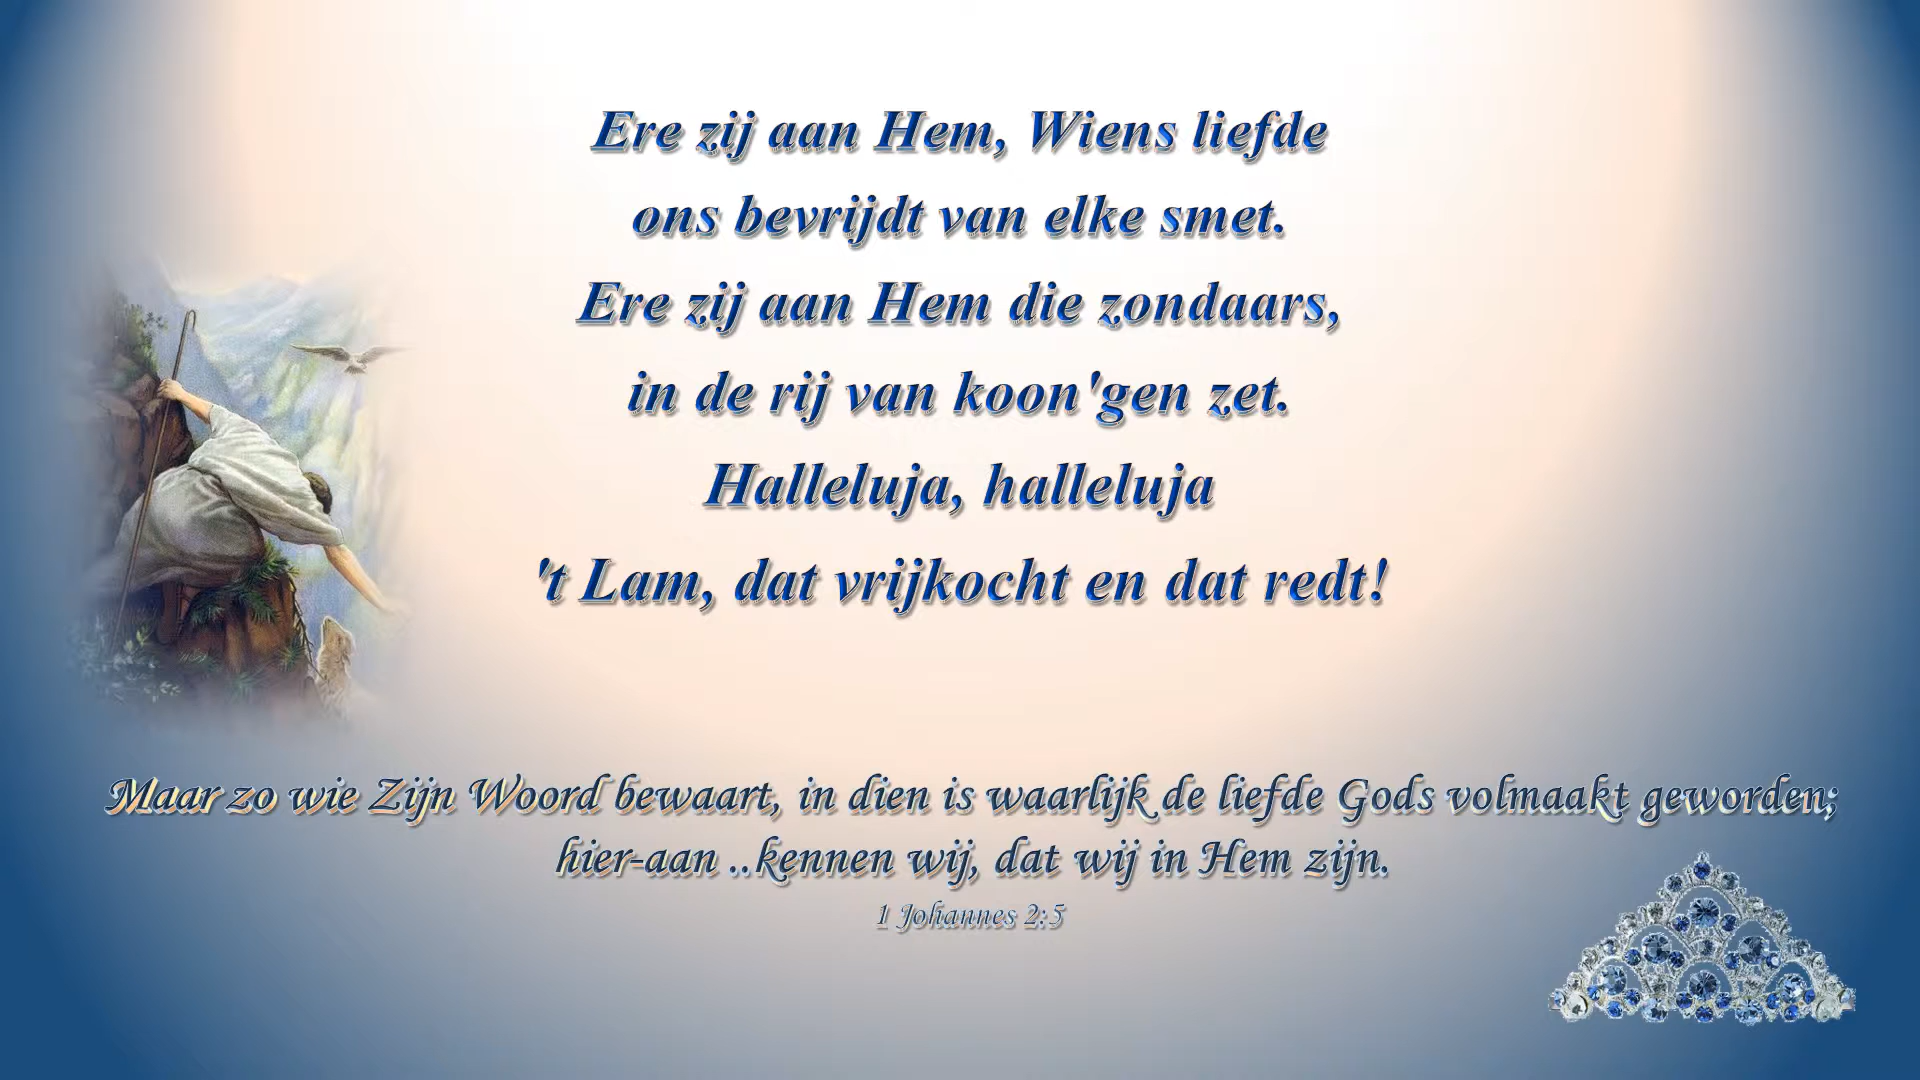 Ere zij aan Hem, Wiens liefde
ons bevrijdt van elke smet.
Ere zij aan Hem die zondaars,
in de rij van koon'gen zet.
Halleluja, halleluja
't Lam, dat vrijkocht en dat redt!
Maar zo wie Zijn Woord bewaart, in dien is waarlijk de liefde Gods volmaakt geworden;
hier-aan ..kennen wij, dat wij in Hem zijn.
1 Johannes 2:5